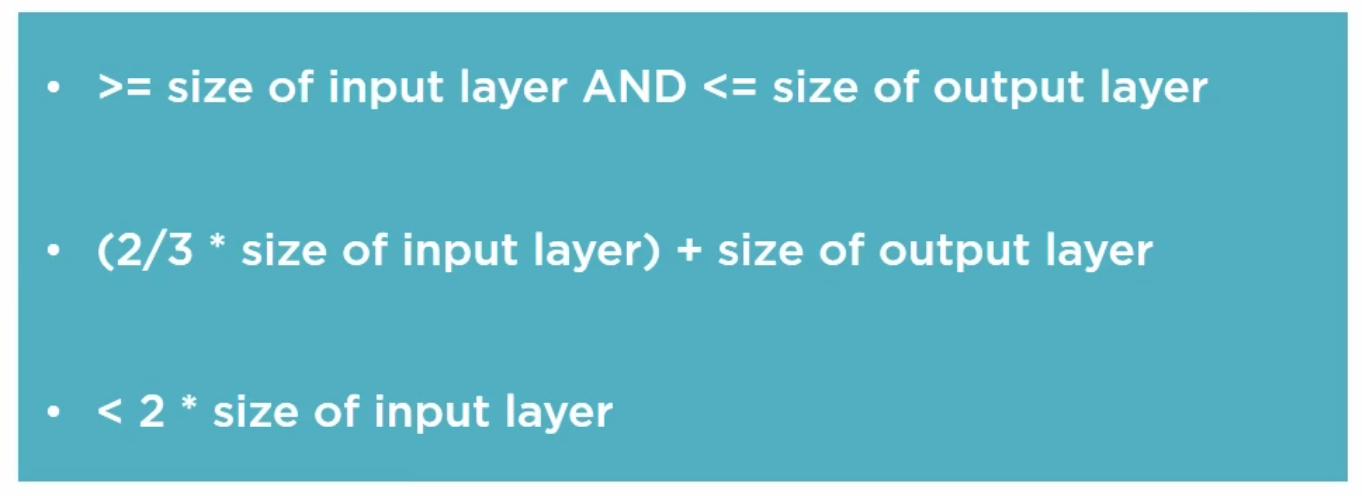 • >= size of input layer AND <= size of output layer
• (2/3 * size of input layer) + size of output layer
• < 2 * size of input layer